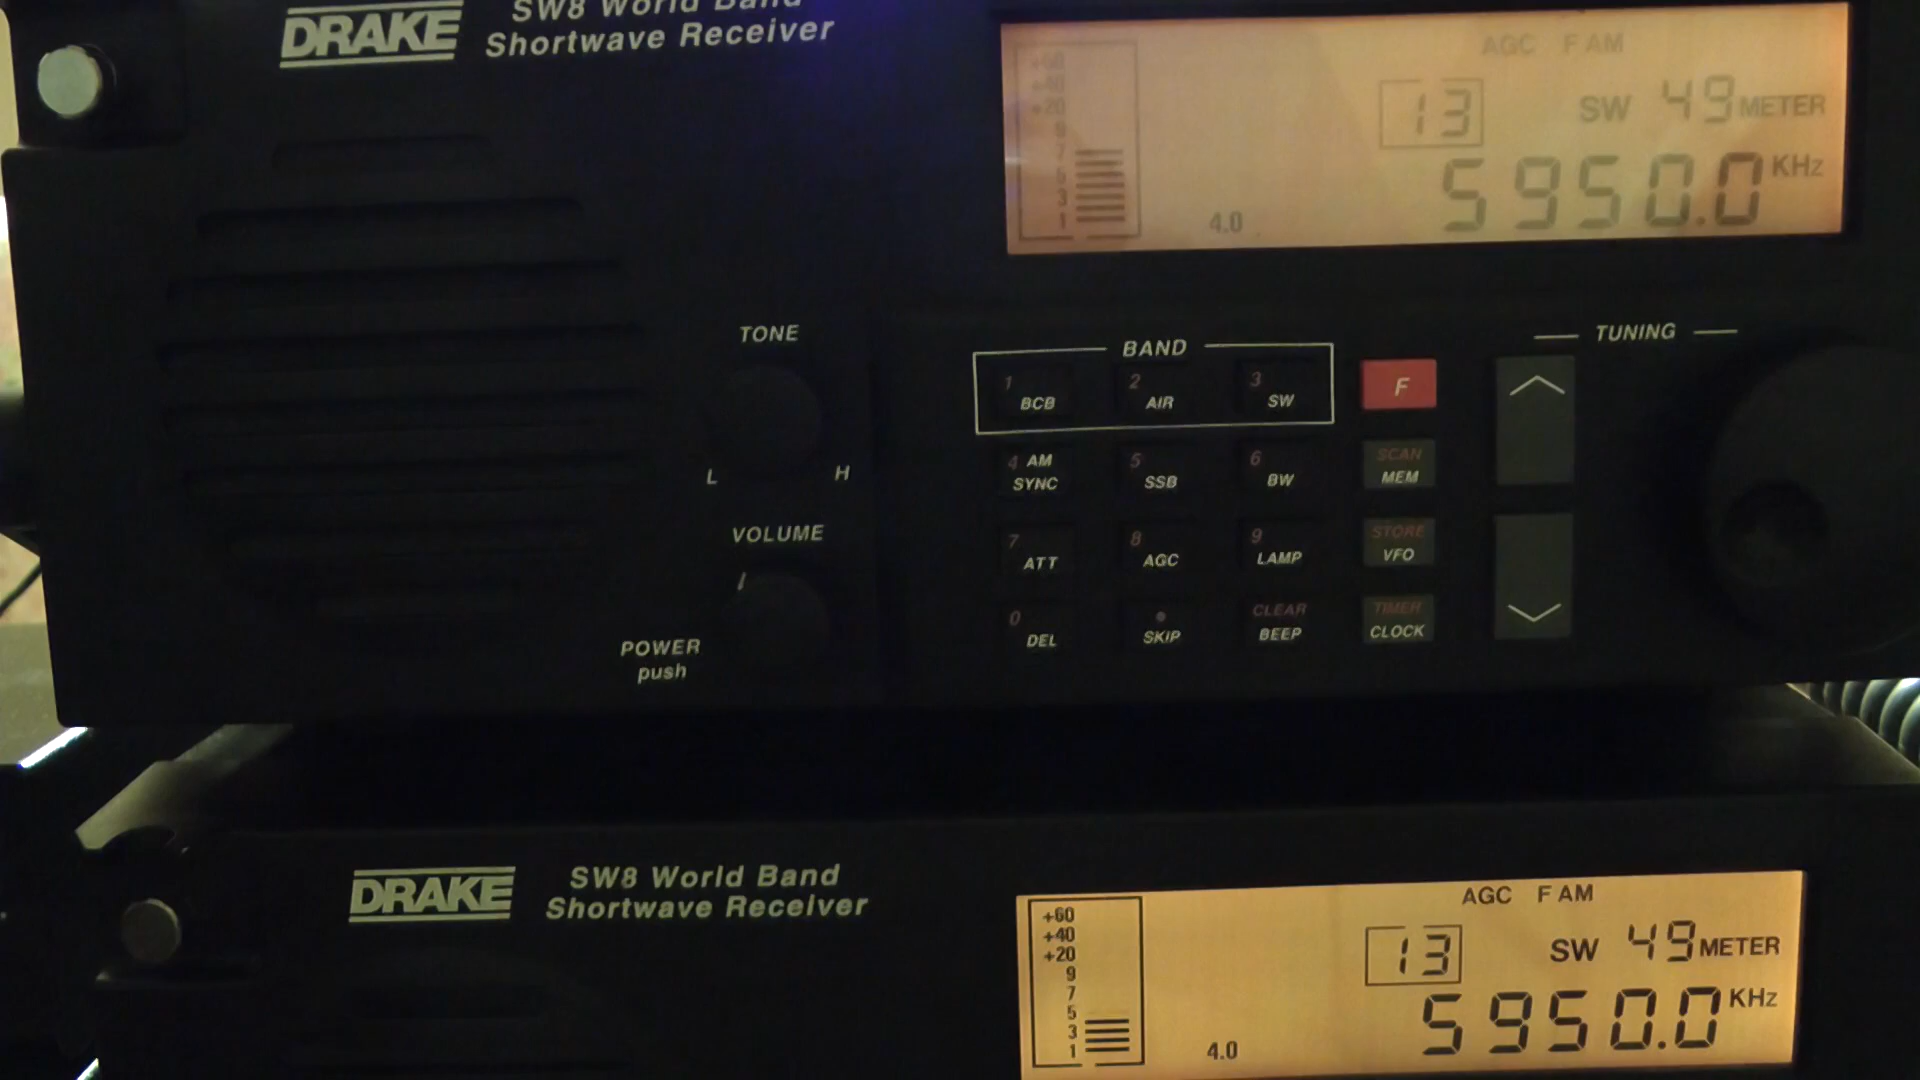 DRAKE
SW8 World Band
Shortwave Receiver
AGC F AM
+60
+40
+20
9
7
5
3
1
13
SW 49 METER
5950.0 KHz
4.0
TONE
L H
VOLUME
POWER
push
BAND
1 BCB
2 AIR
3 SW
F
TUNING
4 AM
SYNC
5 SSB
6 BW
SCAN
MEM
7 ATT
8 AGC
9 LAMP
STORE
VFO
0 DEL
SKIP
CLEAR
BEEP
TIMER
CLOCK
DRAKE
SW8 World Band
Shortwave Receiver
AGC F AM
+60
+40
+20
9
7
5
3
1
13
SW 49 METER
5950.0 KHz
4.0